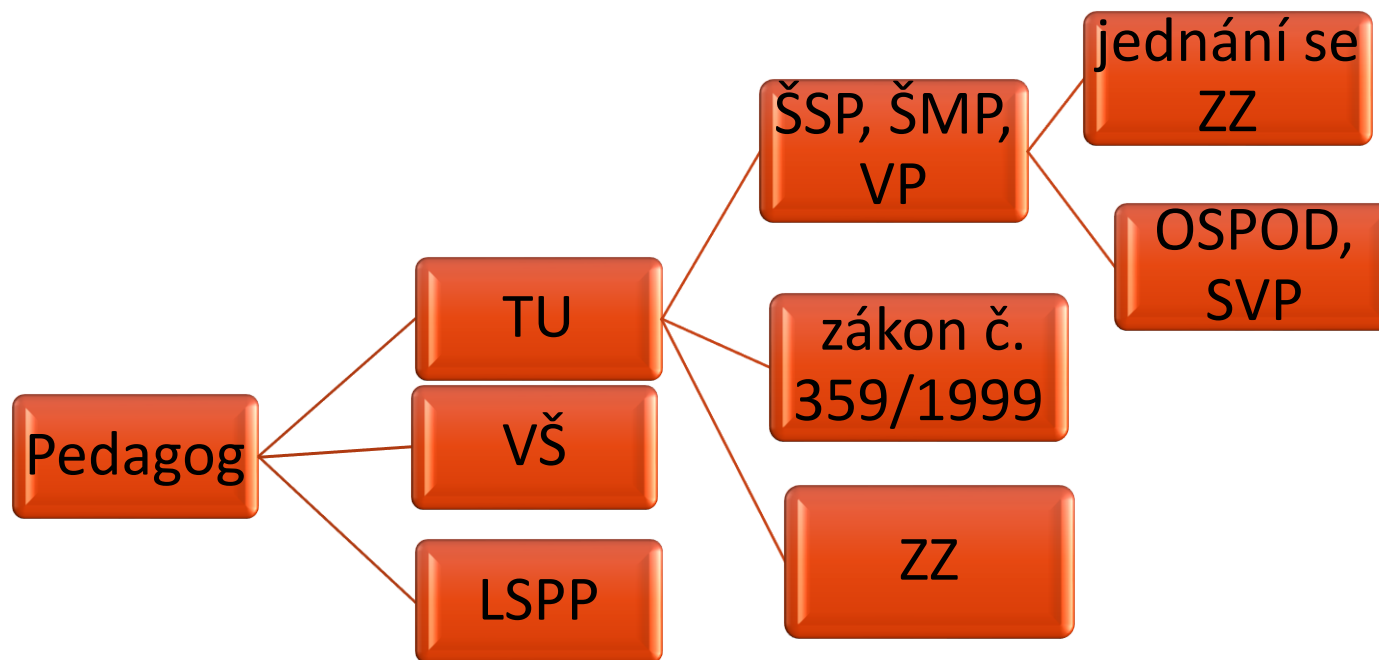 jednání se
ZZ
ŠSP, ŠMP,
VP
OSPOD,
SVP
TU
zákon č.
359/1999
VŠ
Pedagog
ZZ
LSPP